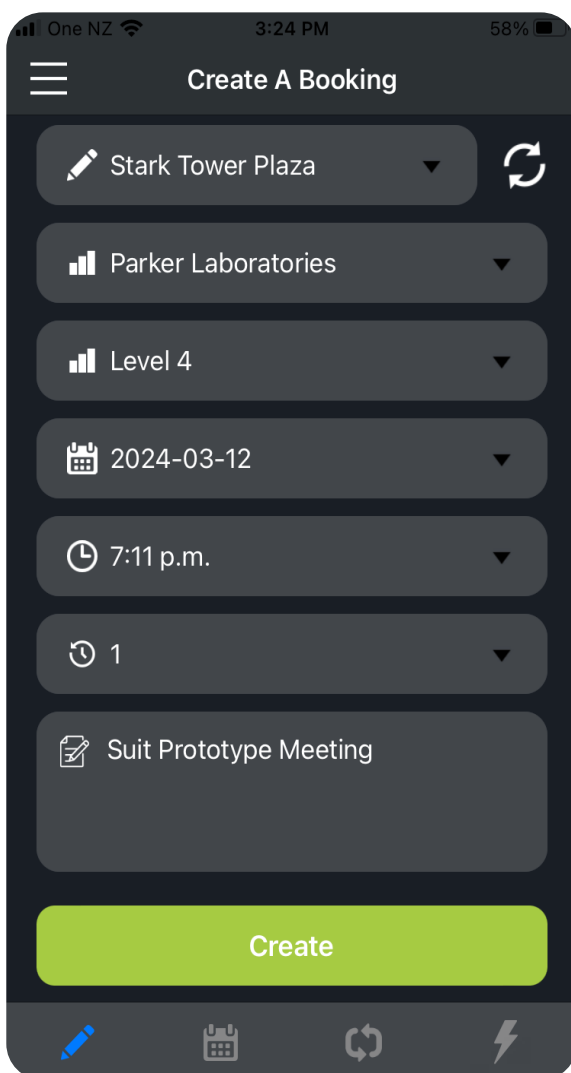 One NZ 3:24 PM 58%
Create A Booking
Stark Tower Plaza
Parker Laboratories
Level 4
2024-03-12
7:11 p.m.
1
Suit Prototype Meeting
Create